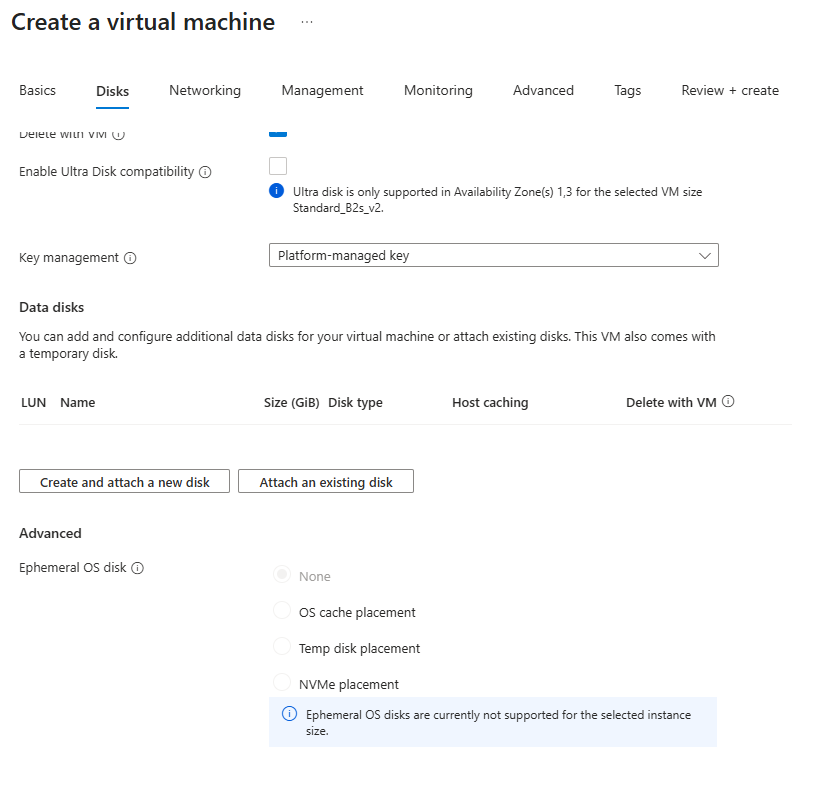 Create a virtual machine ...
Basics Disks Networking Management Monitoring Advanced Tags Review + create
Delete with VM
Enable Ultra Disk compatibility
Ultra disk is only supported in Availability Zone(s) 1,3 for the selected VM size
Standard_B2s_v2.
Key management
Platform-managed key
Data disks
You can add and configure additional data disks for your virtual machine or attach existing disks. This VM also comes with
a temporary disk.
LUN Name Size (GiB) Disk type Host caching Delete with VM
Create and attach a new disk Attach an existing disk
Advanced
Ephemeral OS disk
None
OS cache placement
Temp disk placement
NVMe placement
Ephemeral OS disks are currently not supported for the selected instance
size.